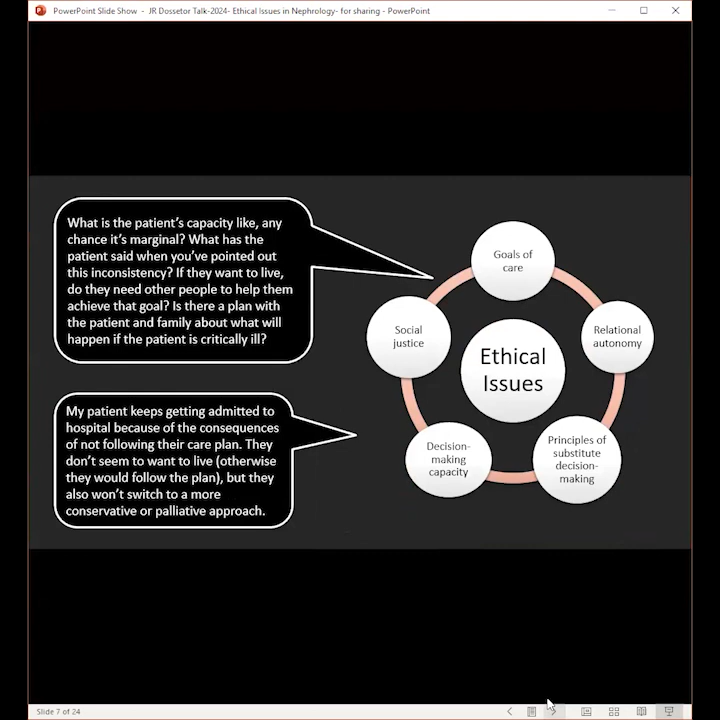 PowerPoint Slide Show - JR Dossetor Talk-2024- Ethical Issues in Nephrology- for sharing - PowerPoint
What is the patient's capacity like, any
chance it's marginal? What has the
patient said when you've pointed out
this inconsistency? If they want to live,
do they need other people to help them
achieve that goal? Is there a plan with
the patient and family about what will
happen if the patient is critically ill?
My patient keeps getting admitted to
hospital because of the consequences
of not following their care plan. They
don't seem to want to live (otherwise
they would follow the plan), but they
also won't switch to a more
conservative or palliative approach.
Goals of
care
Social
justice
Relational
autonomy
Ethical
Issues
Decision-
making
capacity
Principles of
substitute
decision-
making
Slide 7 of 24